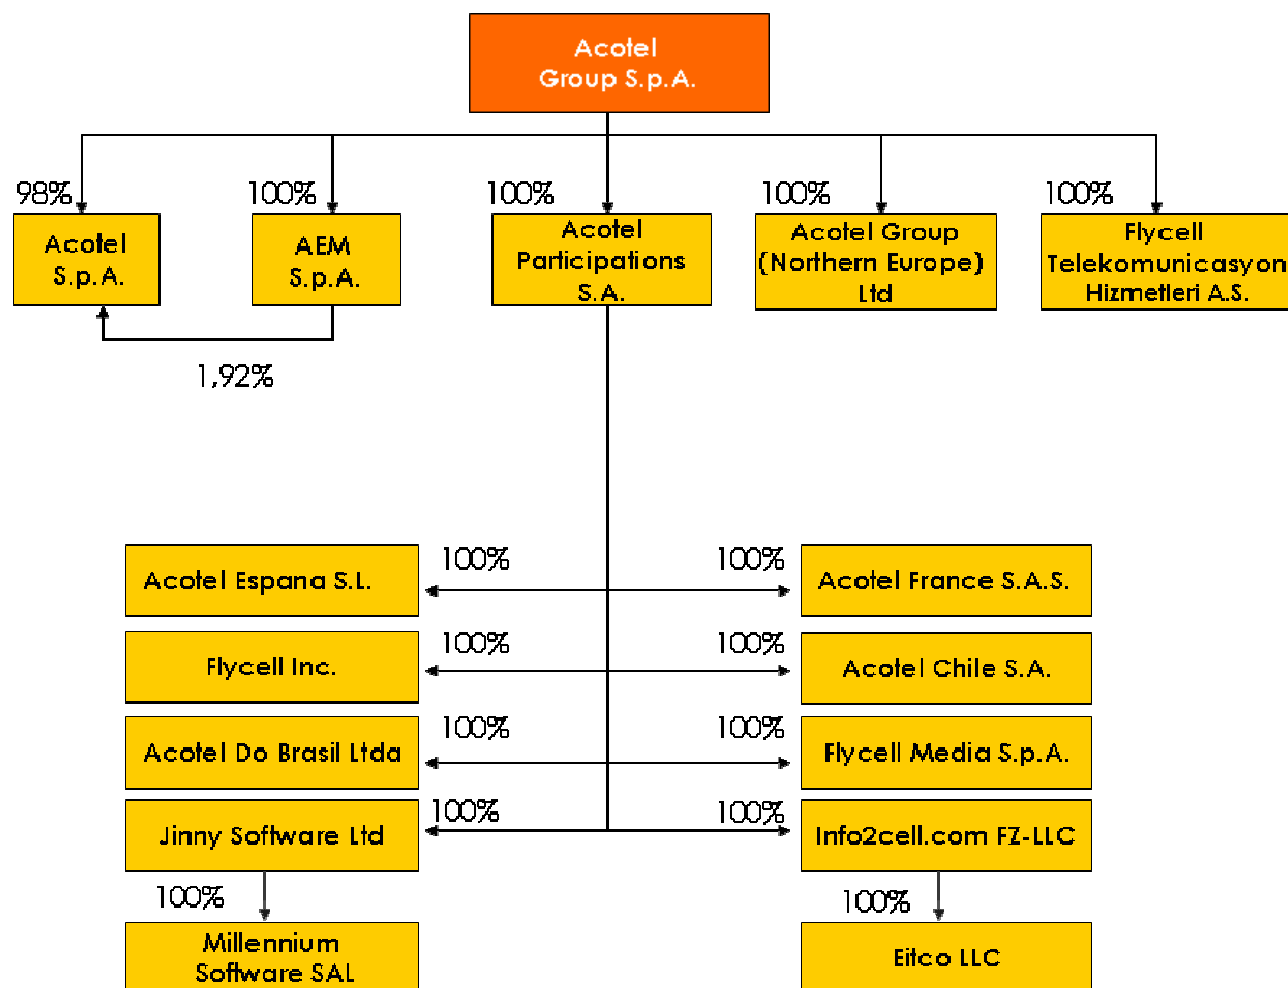 Acotel
Group S.p.A.
98%
100%
100%
100%
100%
Acotel
S.p.A.
AEM
S.p.A.
Acotel
Participations
S.A.
Acotel Group
(Northern Europe)
Ltd
Flycell
Telekomunicasyon
Hizmetleri A.S.
1,92%
100%
100%
Acotel Espana S.L.
Acotel France S.A.S.
100%
100%
Flycell Inc.
Acotel Chile S.A.
100%
100%
Acotel Do Brasil Ltda
Flycell Media S.p.A.
100%
100%
Jinny Software Ltd
Info2cell.com FZ-LLC
100%
100%
Millennium
Software SAL
Eitco LLC